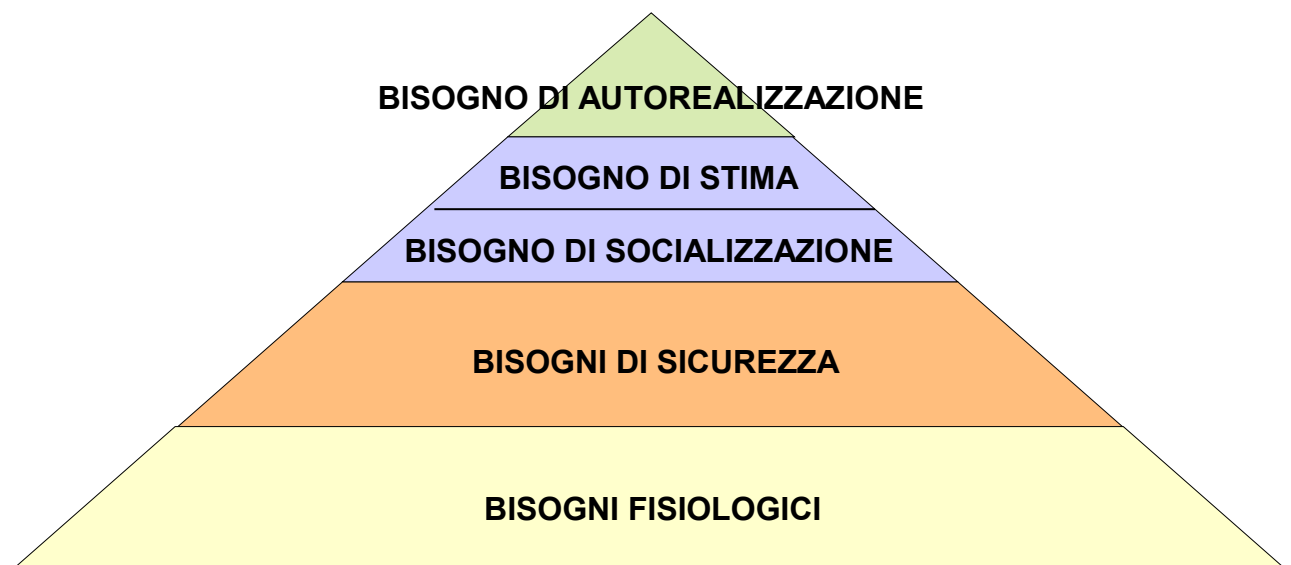 BISOGNO DI AUTOREALIZZAZIONE
BISOGNO DI STIMA
BISOGNO DI SOCIALIZZAZIONE
BISOGNI DI SICUREZZA
BISOGNI FISIOLOGICI